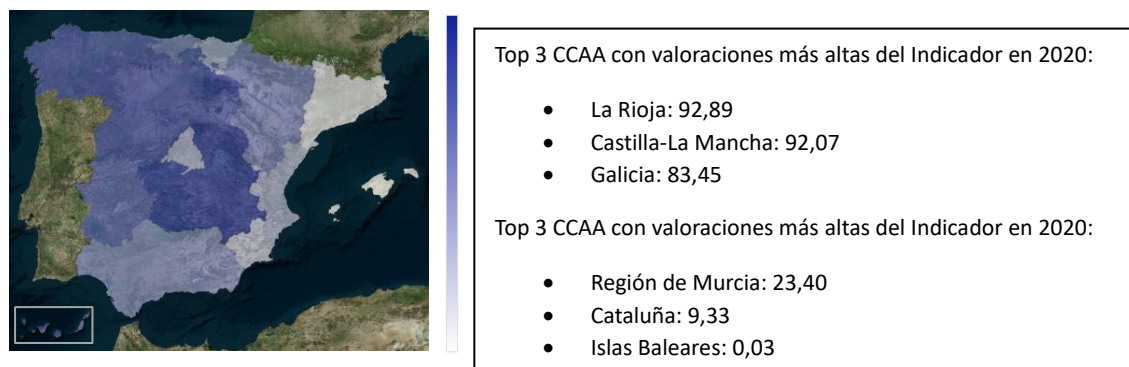 Top 3 CCAA con valoraciones más altas del Indicador en 2020:
• La Rioja: 92,89
• Castilla-La Mancha: 92,07
• Galicia: 83,45
Top 3 CCAA con valoraciones más altas del Indicador en 2020:
• Región de Murcia: 23,40
• Cataluña: 9,33
• Islas Baleares: 0,03